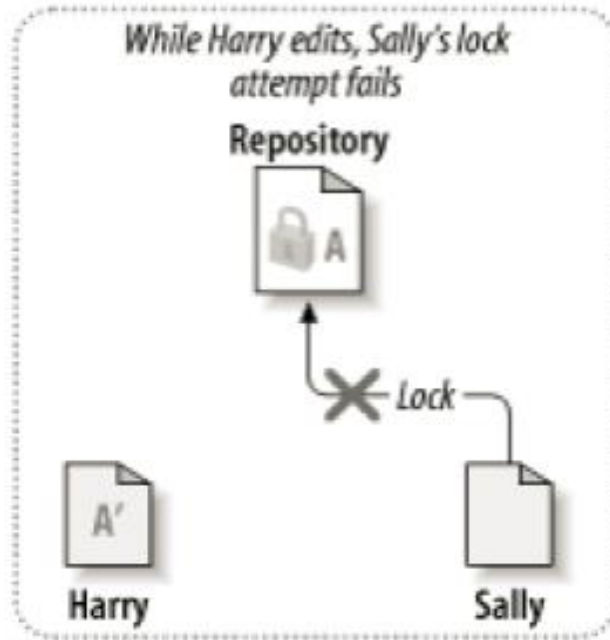 While Harry edits, Sally's lock
attempt fails
Repository
A
Lock
A′
Harry
Sally